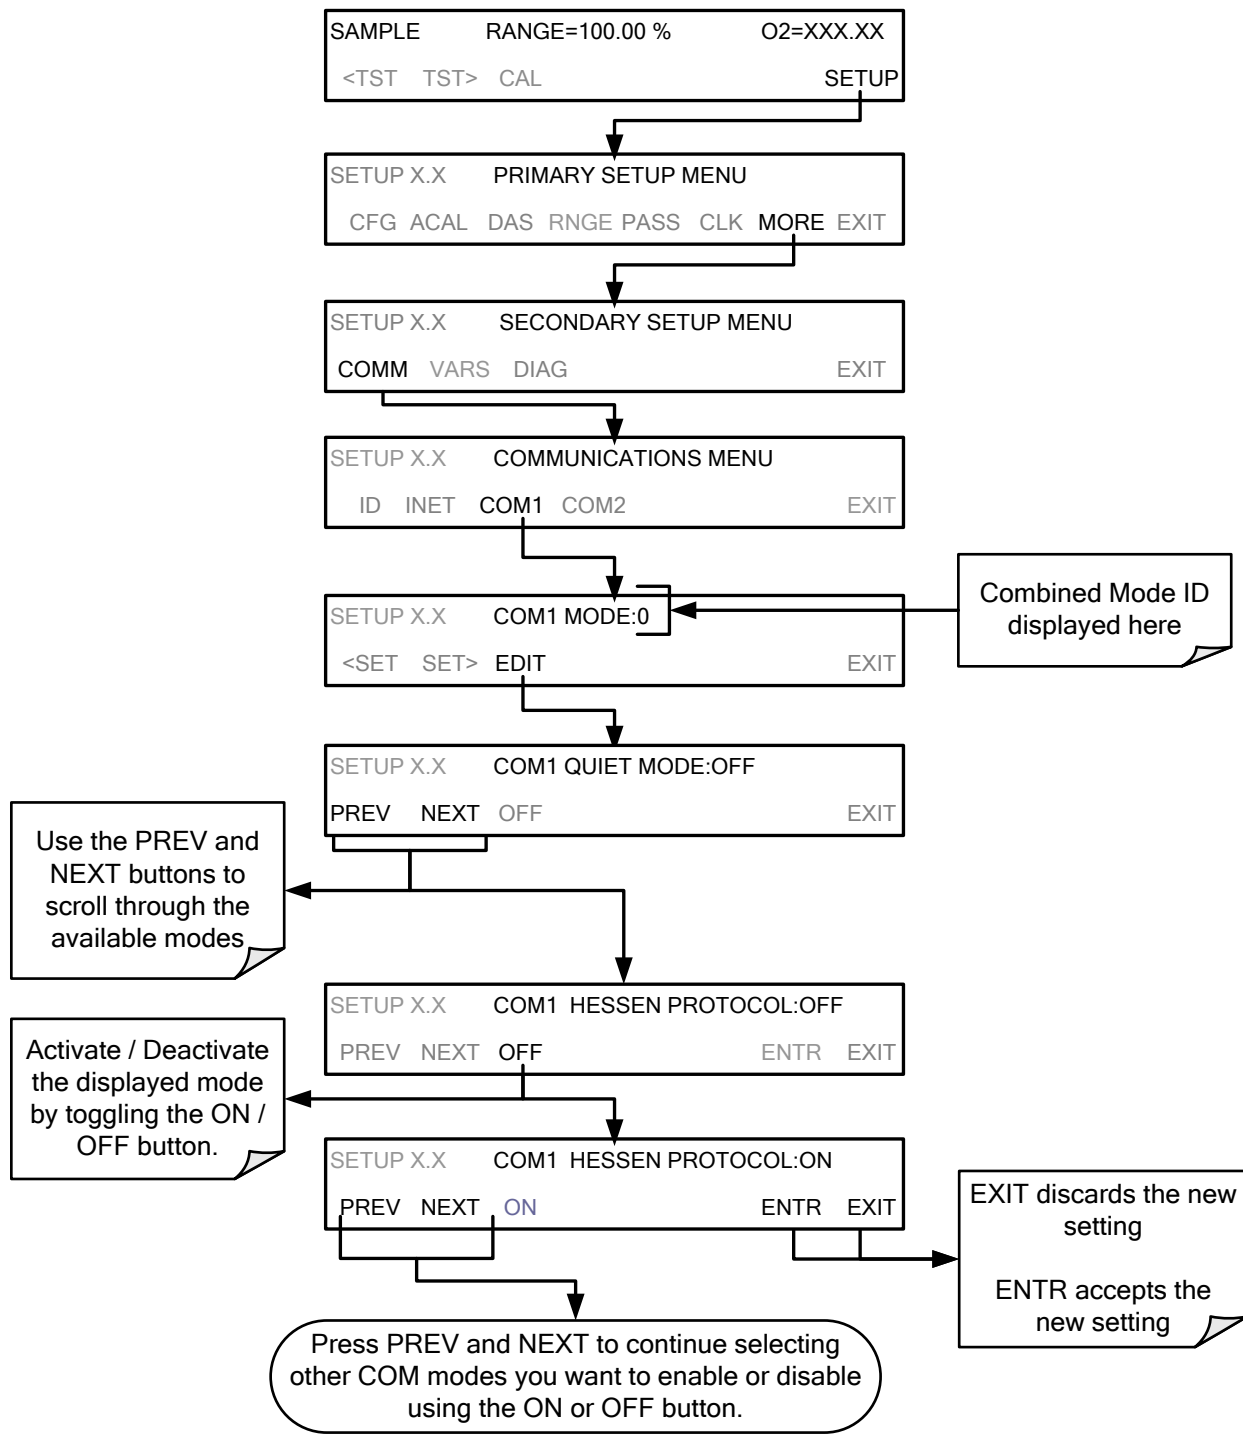 SAMPLE RANGE=100.00 % O2=XXX.XX
<TST TST> CAL SETUP
SETUP X.X PRIMARY SETUP MENU
CFG ACAL DAS RNGE PASS CLK MORE EXIT
SETUP X.X SECONDARY SETUP MENU
COMM VARS DIAG EXIT
SETUP X.X COMMUNICATIONS MENU
ID INET COM1 COM2 EXIT
SETUP X.X COM1 MODE:0
<SET SET> EDIT EXIT
Combined Mode ID
displayed here
SETUP X.X COM1 QUIET MODE:OFF
PREV NEXT OFF EXIT
Use the PREV and
NEXT buttons to
scroll through the
available modes
SETUP X.X COM1 HESSEN PROTOCOL:OFF
PREV NEXT OFF ENTR EXIT
Activate / Deactivate
the displayed mode
by toggling the ON /
OFF button.
SETUP X.X COM1 HESSEN PROTOCOL:ON
PREV NEXT ON ENTR EXIT
EXIT discards the new
setting
ENTR accepts the
new setting
Press PREV and NEXT to continue selecting
other COM modes you want to enable or disable
using the ON or OFF button.